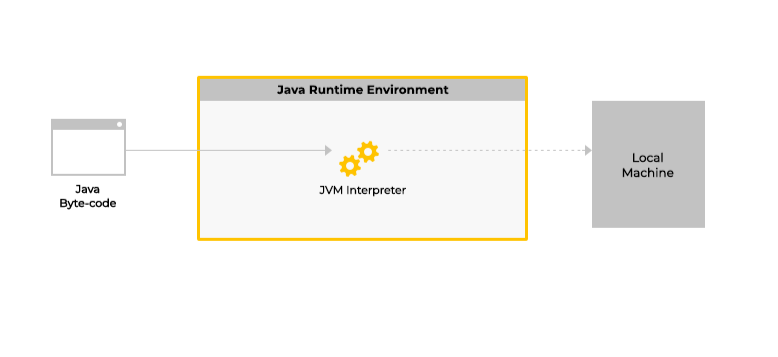 Java Runtime Environment
Java
Byte-code
JVM Interpreter
Local
Machine